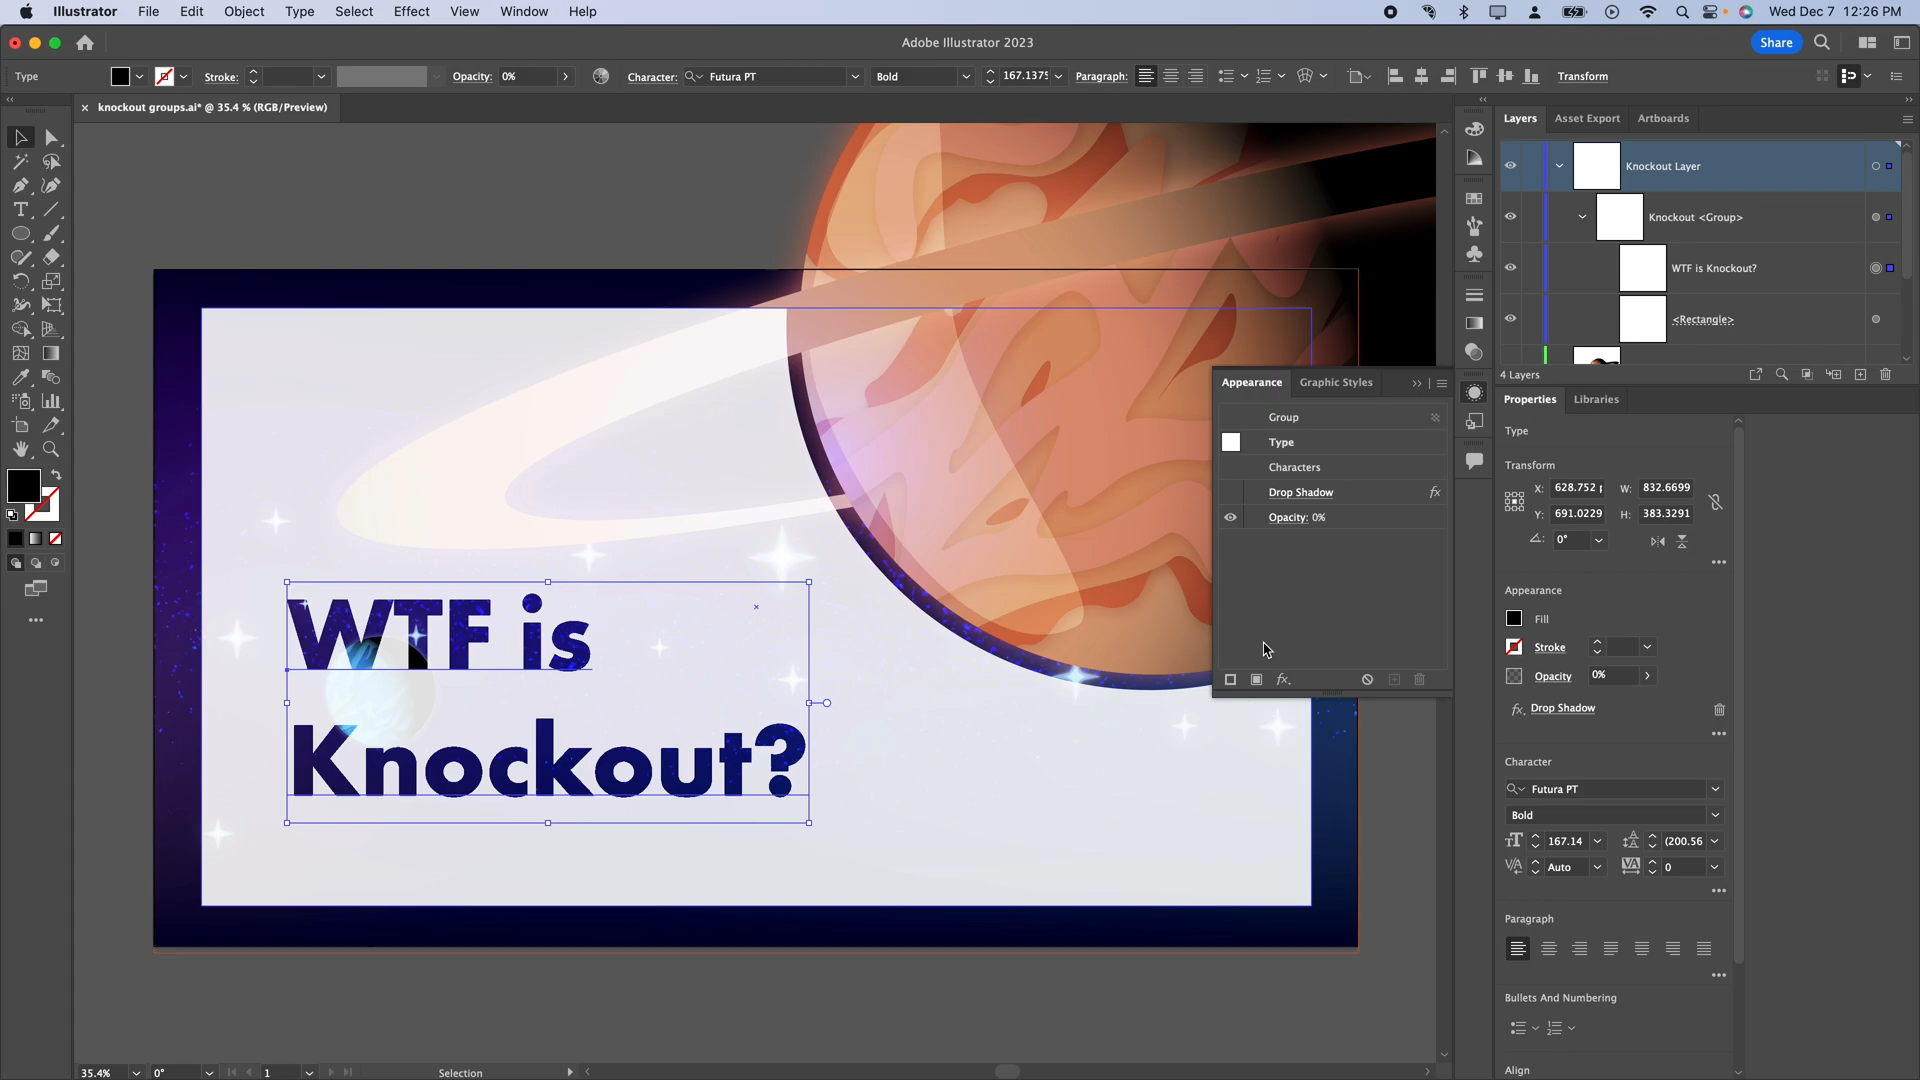 Illustrator File Edit Object Type Select Effect View Window Help Wed Dec 7 12:26 PM
Adobe Illustrator 2023 Share
Type Stroke: Opacity: 0% Character: Futura PT Bold 167.1375 Paragraph: Transform
knockout groups.ai* @ 35.4 % (RGB/Preview)
Layers Asset Export Artboards
Knockout Layer
Knockout <Group>
WTF is Knockout?
<Rectangle>
4 Layers
Appearance Graphic Styles
Group
Type
Characters
Drop Shadow fx
Opacity: 0%
fx.
WTF is
Knockout?
Properties Libraries
Type
Transform
X: 628.752 W: 832.6699
Y: 691.0229 H: 383.3291
0°
Appearance
Fill
Stroke
Opacity 0%
fx. Drop Shadow
Character
Futura PT
Bold
167.14 (200.56
Auto 0
Paragraph
Bullets And Numbering
Align
35.4% 0° 1 Selection